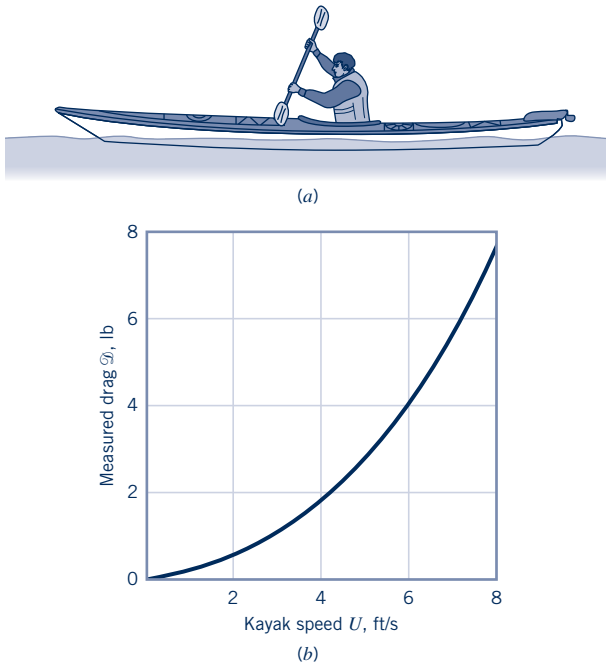 (a)
8
6
4
2
0
Measured drag 𝒟, lb
2 4 6 8
Kayak speed U, ft/s
(b)